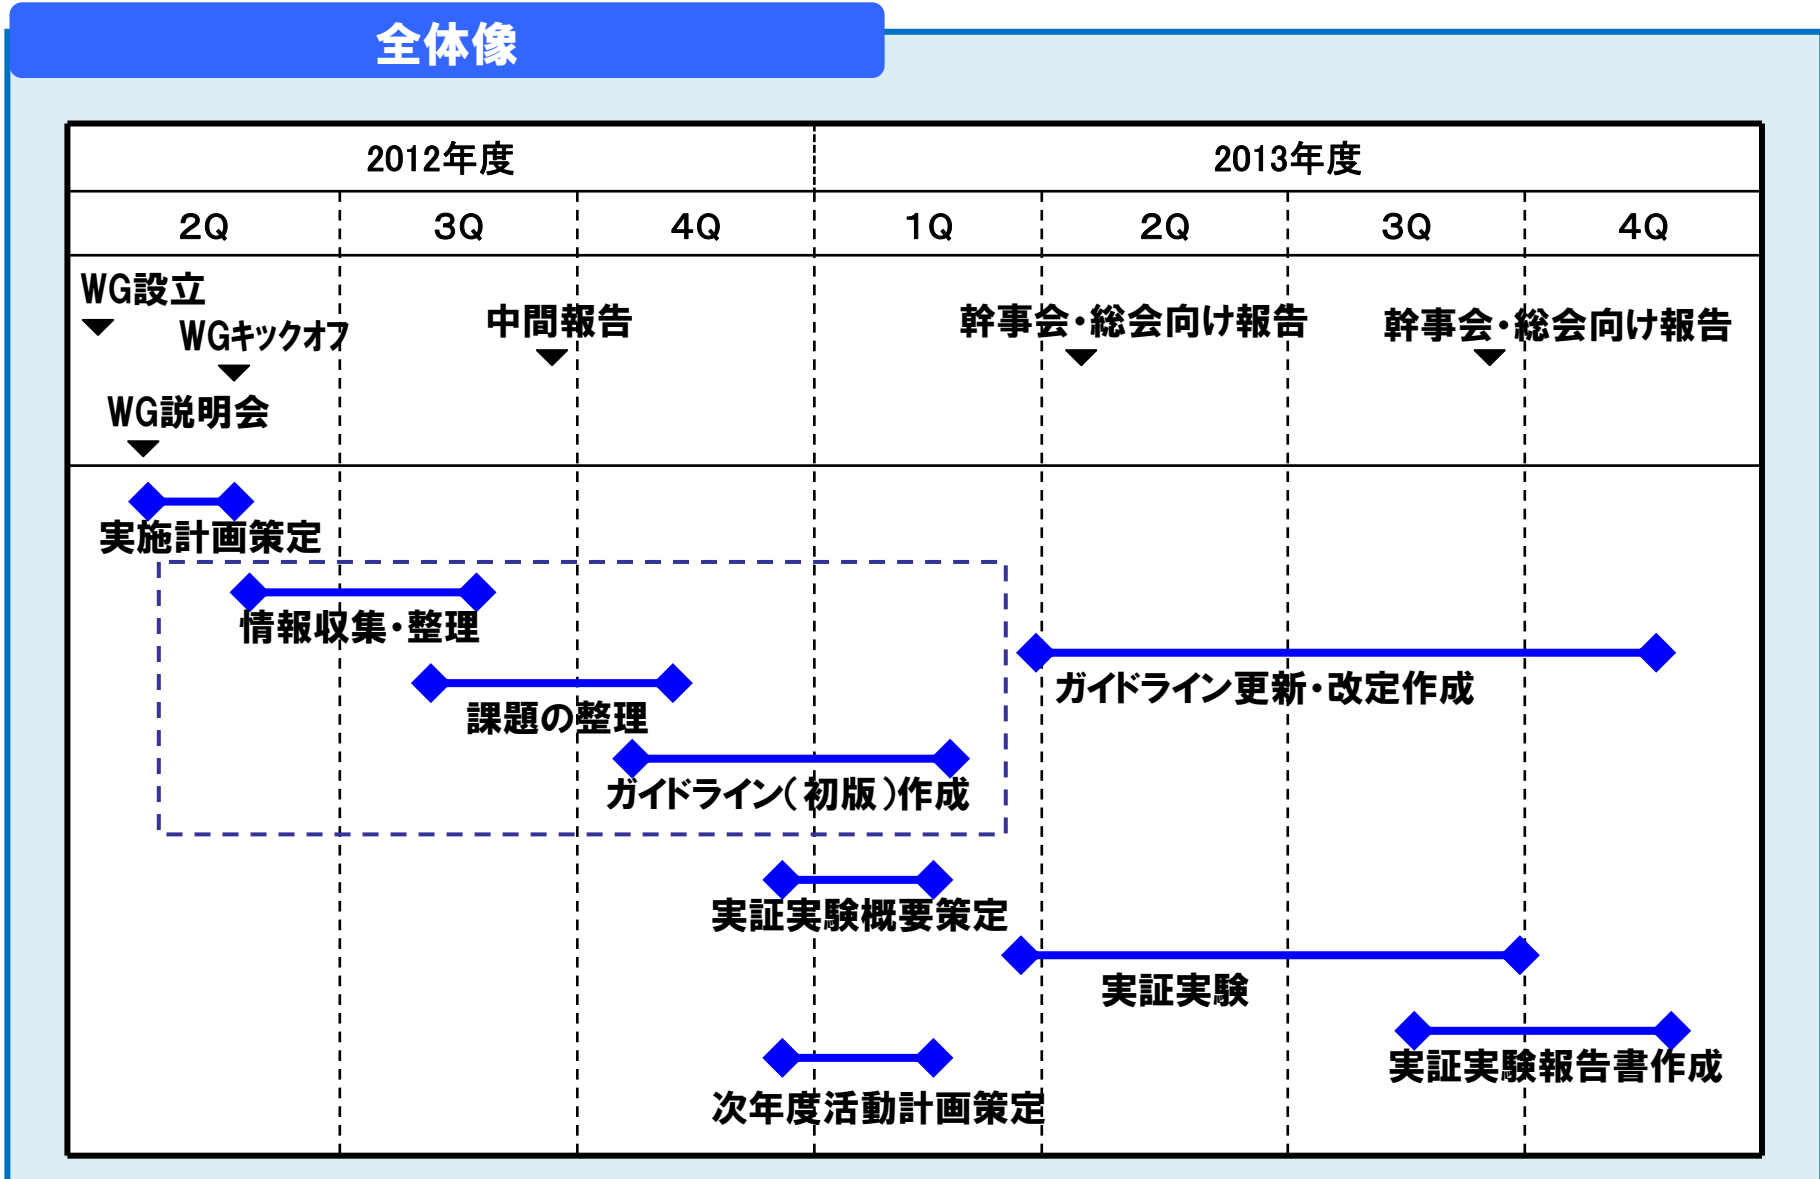 全体像
2012年度
2013年度
2Q
3Q
4Q
1Q
2Q
3Q
4Q
WG設立
WGキックオフ
WG説明会
中間報告
幹事会・総会向け報告
幹事会・総会向け報告
実施計画策定
情報収集・整理
課題の整理
ガイドライン(初版)作成
ガイドライン更新・改定作成
実証実験概要策定
実証実験
実証実験報告書作成
次年度活動計画策定